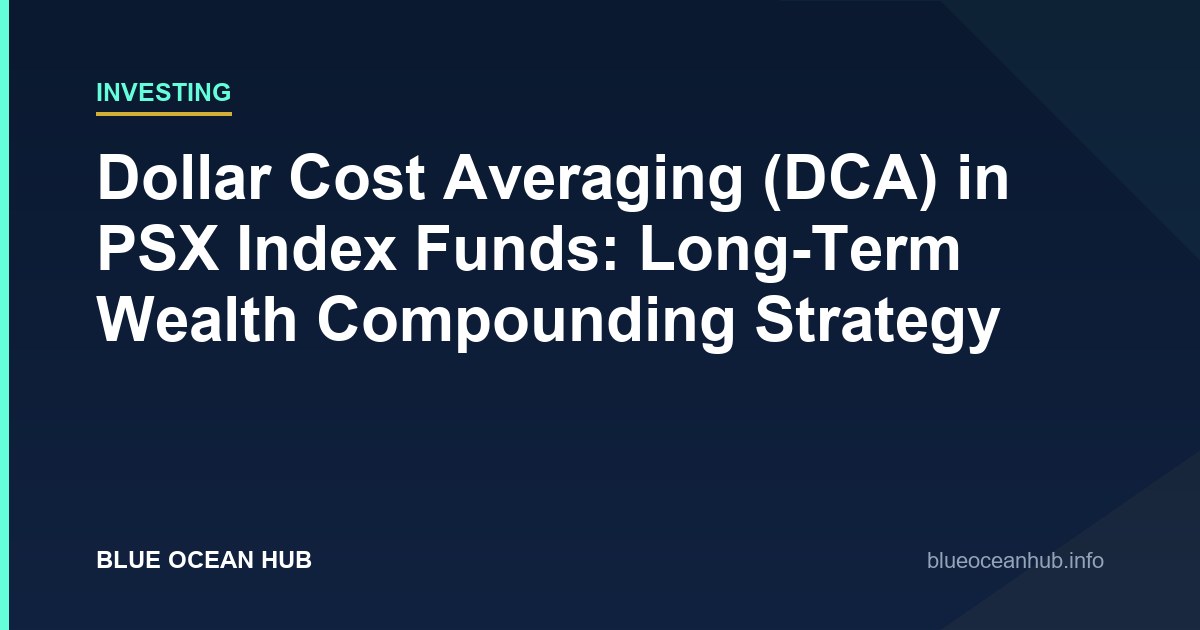 INVESTING
Dollar Cost Averaging (DCA) in
PSX Index Funds: Long-Term
Wealth Compounding Strategy
BLUE OCEAN HUB
blueoceanhub.info